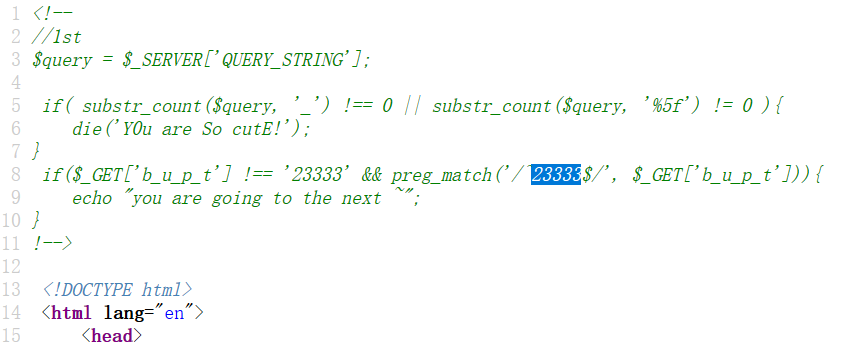 1 <!--
2 //1st
3 $query = $_SERVER['QUERY_STRING'];
4
5 if( substr_count($query, '_') !== 0 || substr_count($query, '%5f') != 0 ){
6 die('Y0u are So cutE!');
7 }
8 if($_GET['b_u_p_t'] !== '23333' && preg_match('/^23333$/', $_GET['b_u_p_t'])){
9 echo "you are going to the next ~";
10 }
11 !-->
12
13 <!DOCTYPE html>
14 <html lang="en">
15 <head>